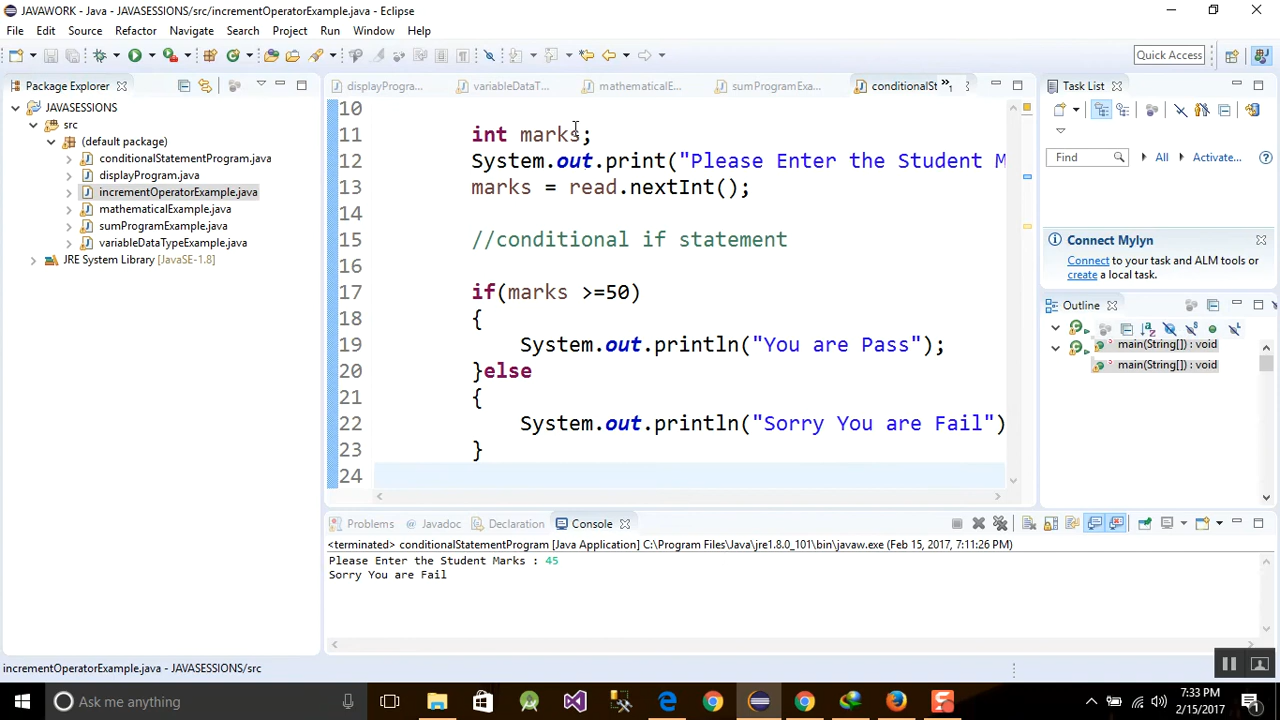 JAVAWORK - Java - JAVASESSIONS/src/incrementOperatorExample.java - Eclipse
File Edit Source Refactor Navigate Search Project Run Window Help
Quick Access
Package Explorer
JAVASESSIONS
src
(default package)
conditionalStatementProgram.java
displayProgram.java
incrementOperatorExample.java
mathematicalExample.java
sumProgramExample.java
variableDataTypeExample.java
JRE System Library [JavaSE-1.8]
displayProgra... variableDataT... mathematicalE... sumProgramExa... conditionalSt »1
10
11 int marks;
12 System.out.print("Please Enter the Student M
13 marks = read.nextInt();
14
15 //conditional if statement
16
17 if(marks >=50)
18 {
19 System.out.println("You are Pass");
20 }else
21 {
22 System.out.println("Sorry You are Fail")
23 }
24
Task List
Find All Activate...
Connect Mylyn
Connect to your task and ALM tools or
create a local task.
Outline
main(String[]) : void
main(String[]) : void
Problems Javadoc Declaration Console
<terminated> conditionalStatementProgram [Java Application] C:\Program Files\Java\jre1.8.0_101\bin\javaw.exe (Feb 15, 2017, 7:11:26 PM)
Please Enter the Student Marks : 45
Sorry You are Fail
incrementOperatorExample.java - JAVASESSIONS/src
Ask me anything
7:33 PM
2/15/2017
1